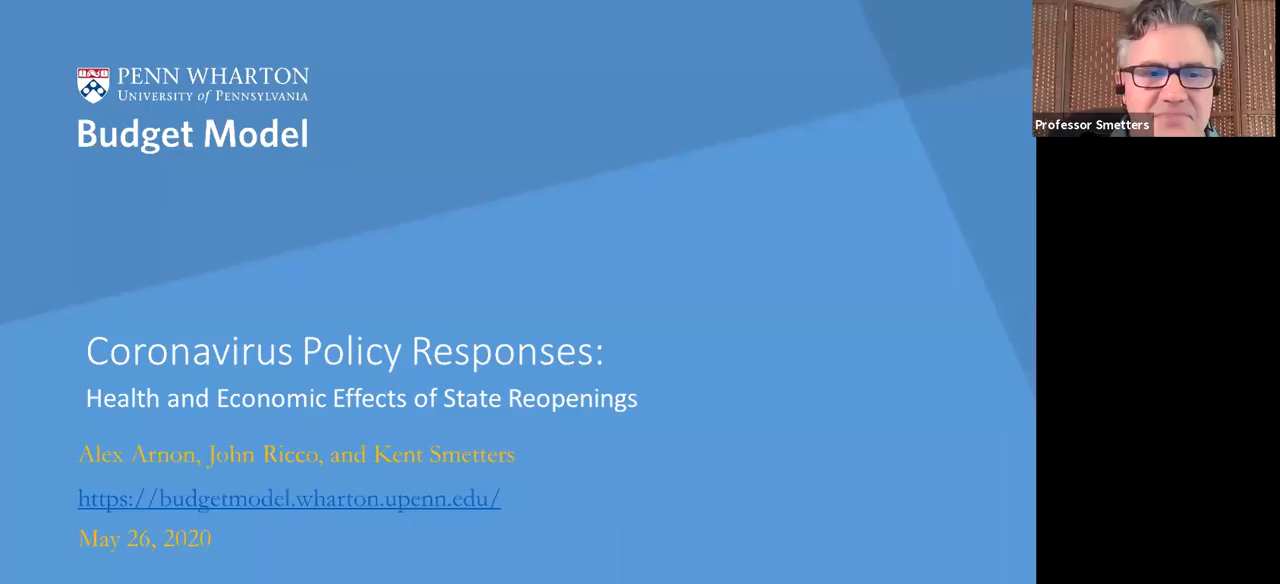 PENN WHARTON
UNIVERSITY of PENNSYLVANIA
Budget Model
Professor Smetters
Coronavirus Policy Responses:
Health and Economic Effects of State Reopenings
Alex Arnon, John Ricco, and Kent Smetters
https://budgetmodel.wharton.upenn.edu/
May 26, 2020